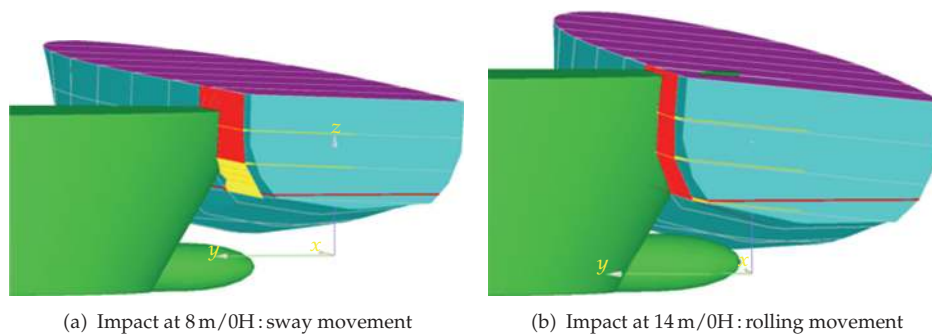 z
y
x
y
x
(a) Impact at 8 m/0H: sway movement
(b) Impact at 14 m/0H: rolling movement